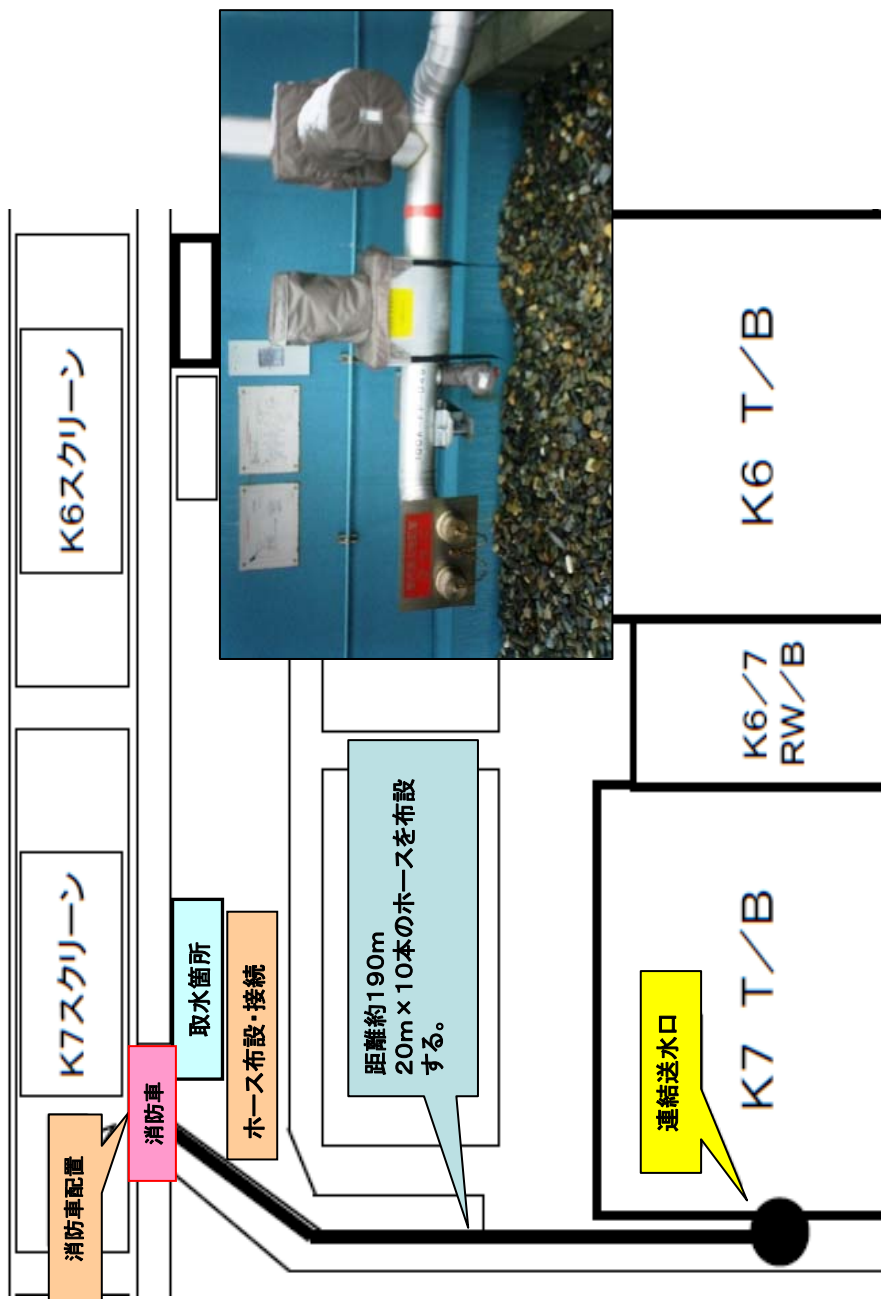 K6スクリーン
K7スクリーン
取水箇所
ホース布設・接続
消防車
消防車配置
距離約190m
20m×10本のホースを布設
する。
連結送水口
K6 T/B
K6/7
RW/B
K7 T/B